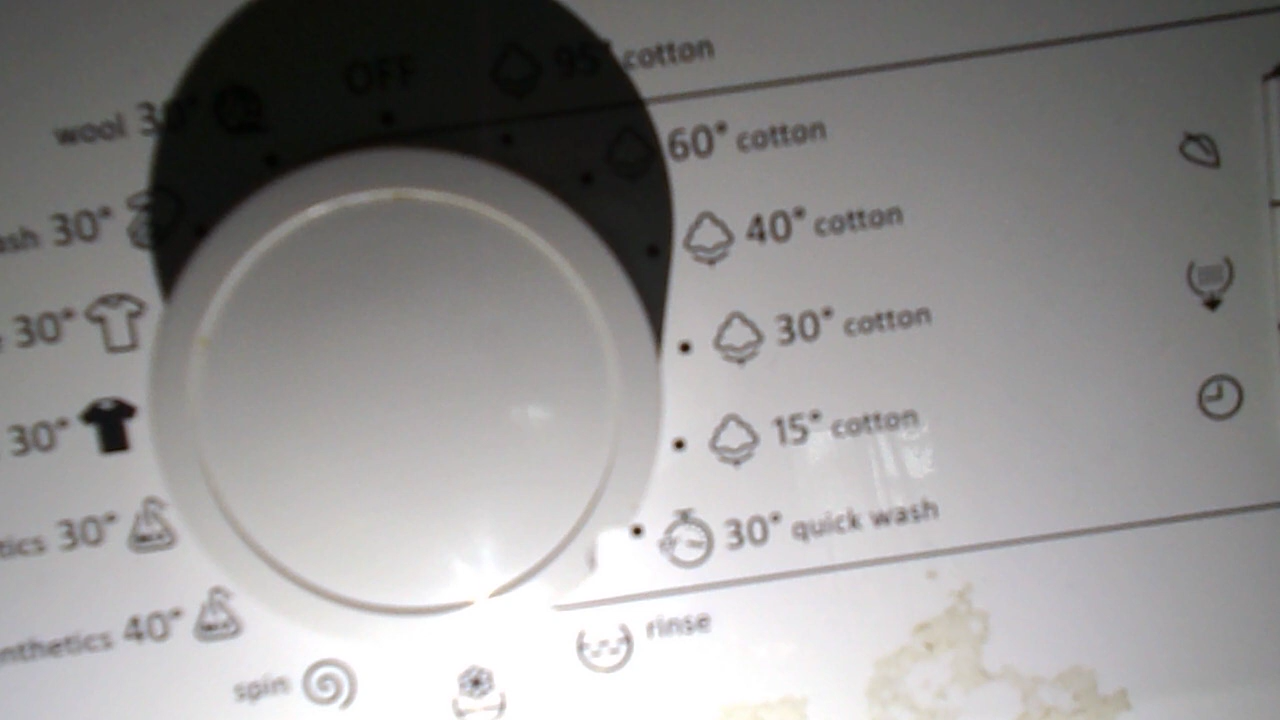 OFF
95° cotton
60° cotton
40° cotton
30° cotton
15° cotton
30° quick wash
rinse
spin
40°
30°
30°
30°
30°
wool 30°